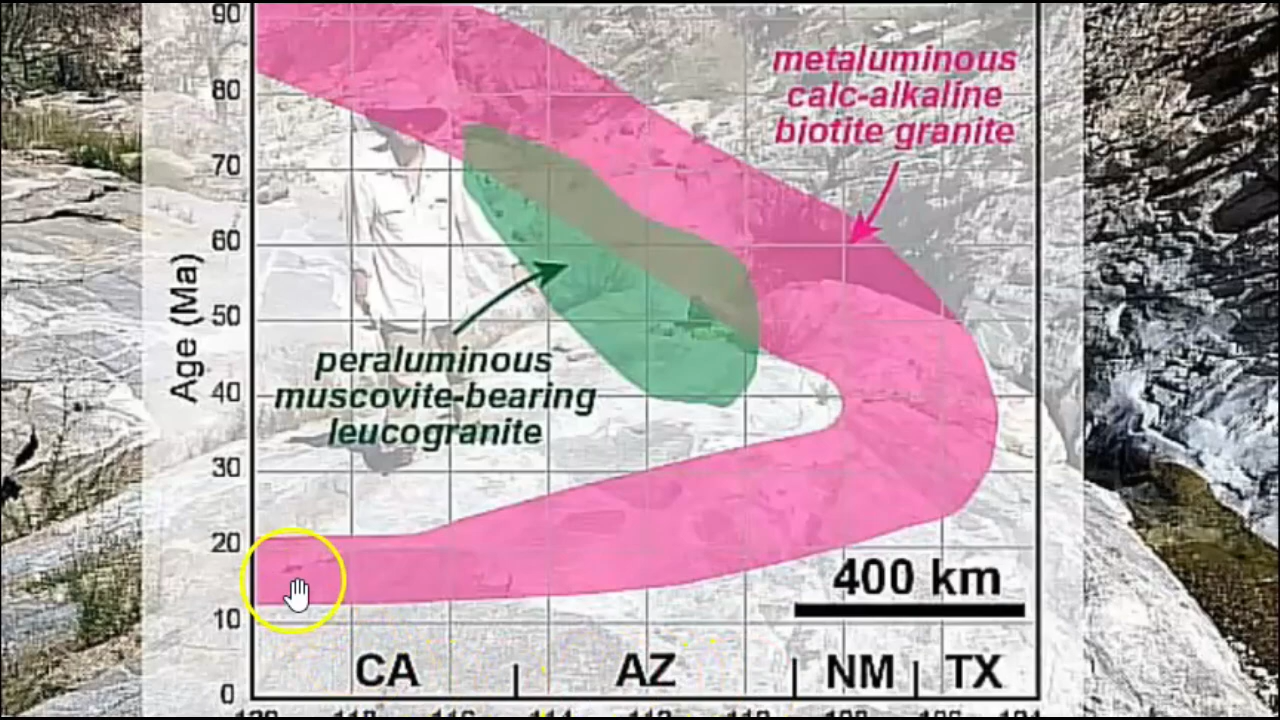 90
metaluminous
calc-alkaline
biotite granite
80
70
60
50
40
30
20
10
0
Age (Ma)
peraluminous
muscovite-bearing
leucogranite
400 km
CA AZ NM TX